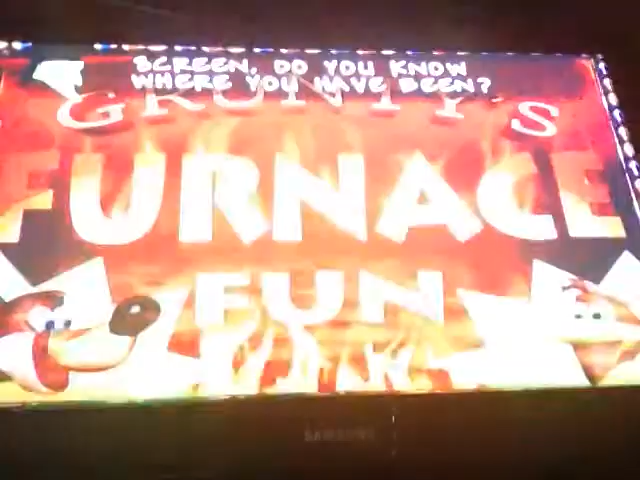 SCREEN, DO YOU KNOW
WHERE YOU HAVE BEEN?
GRUNTY'S
FURNACE
FUN
SAMSUNG